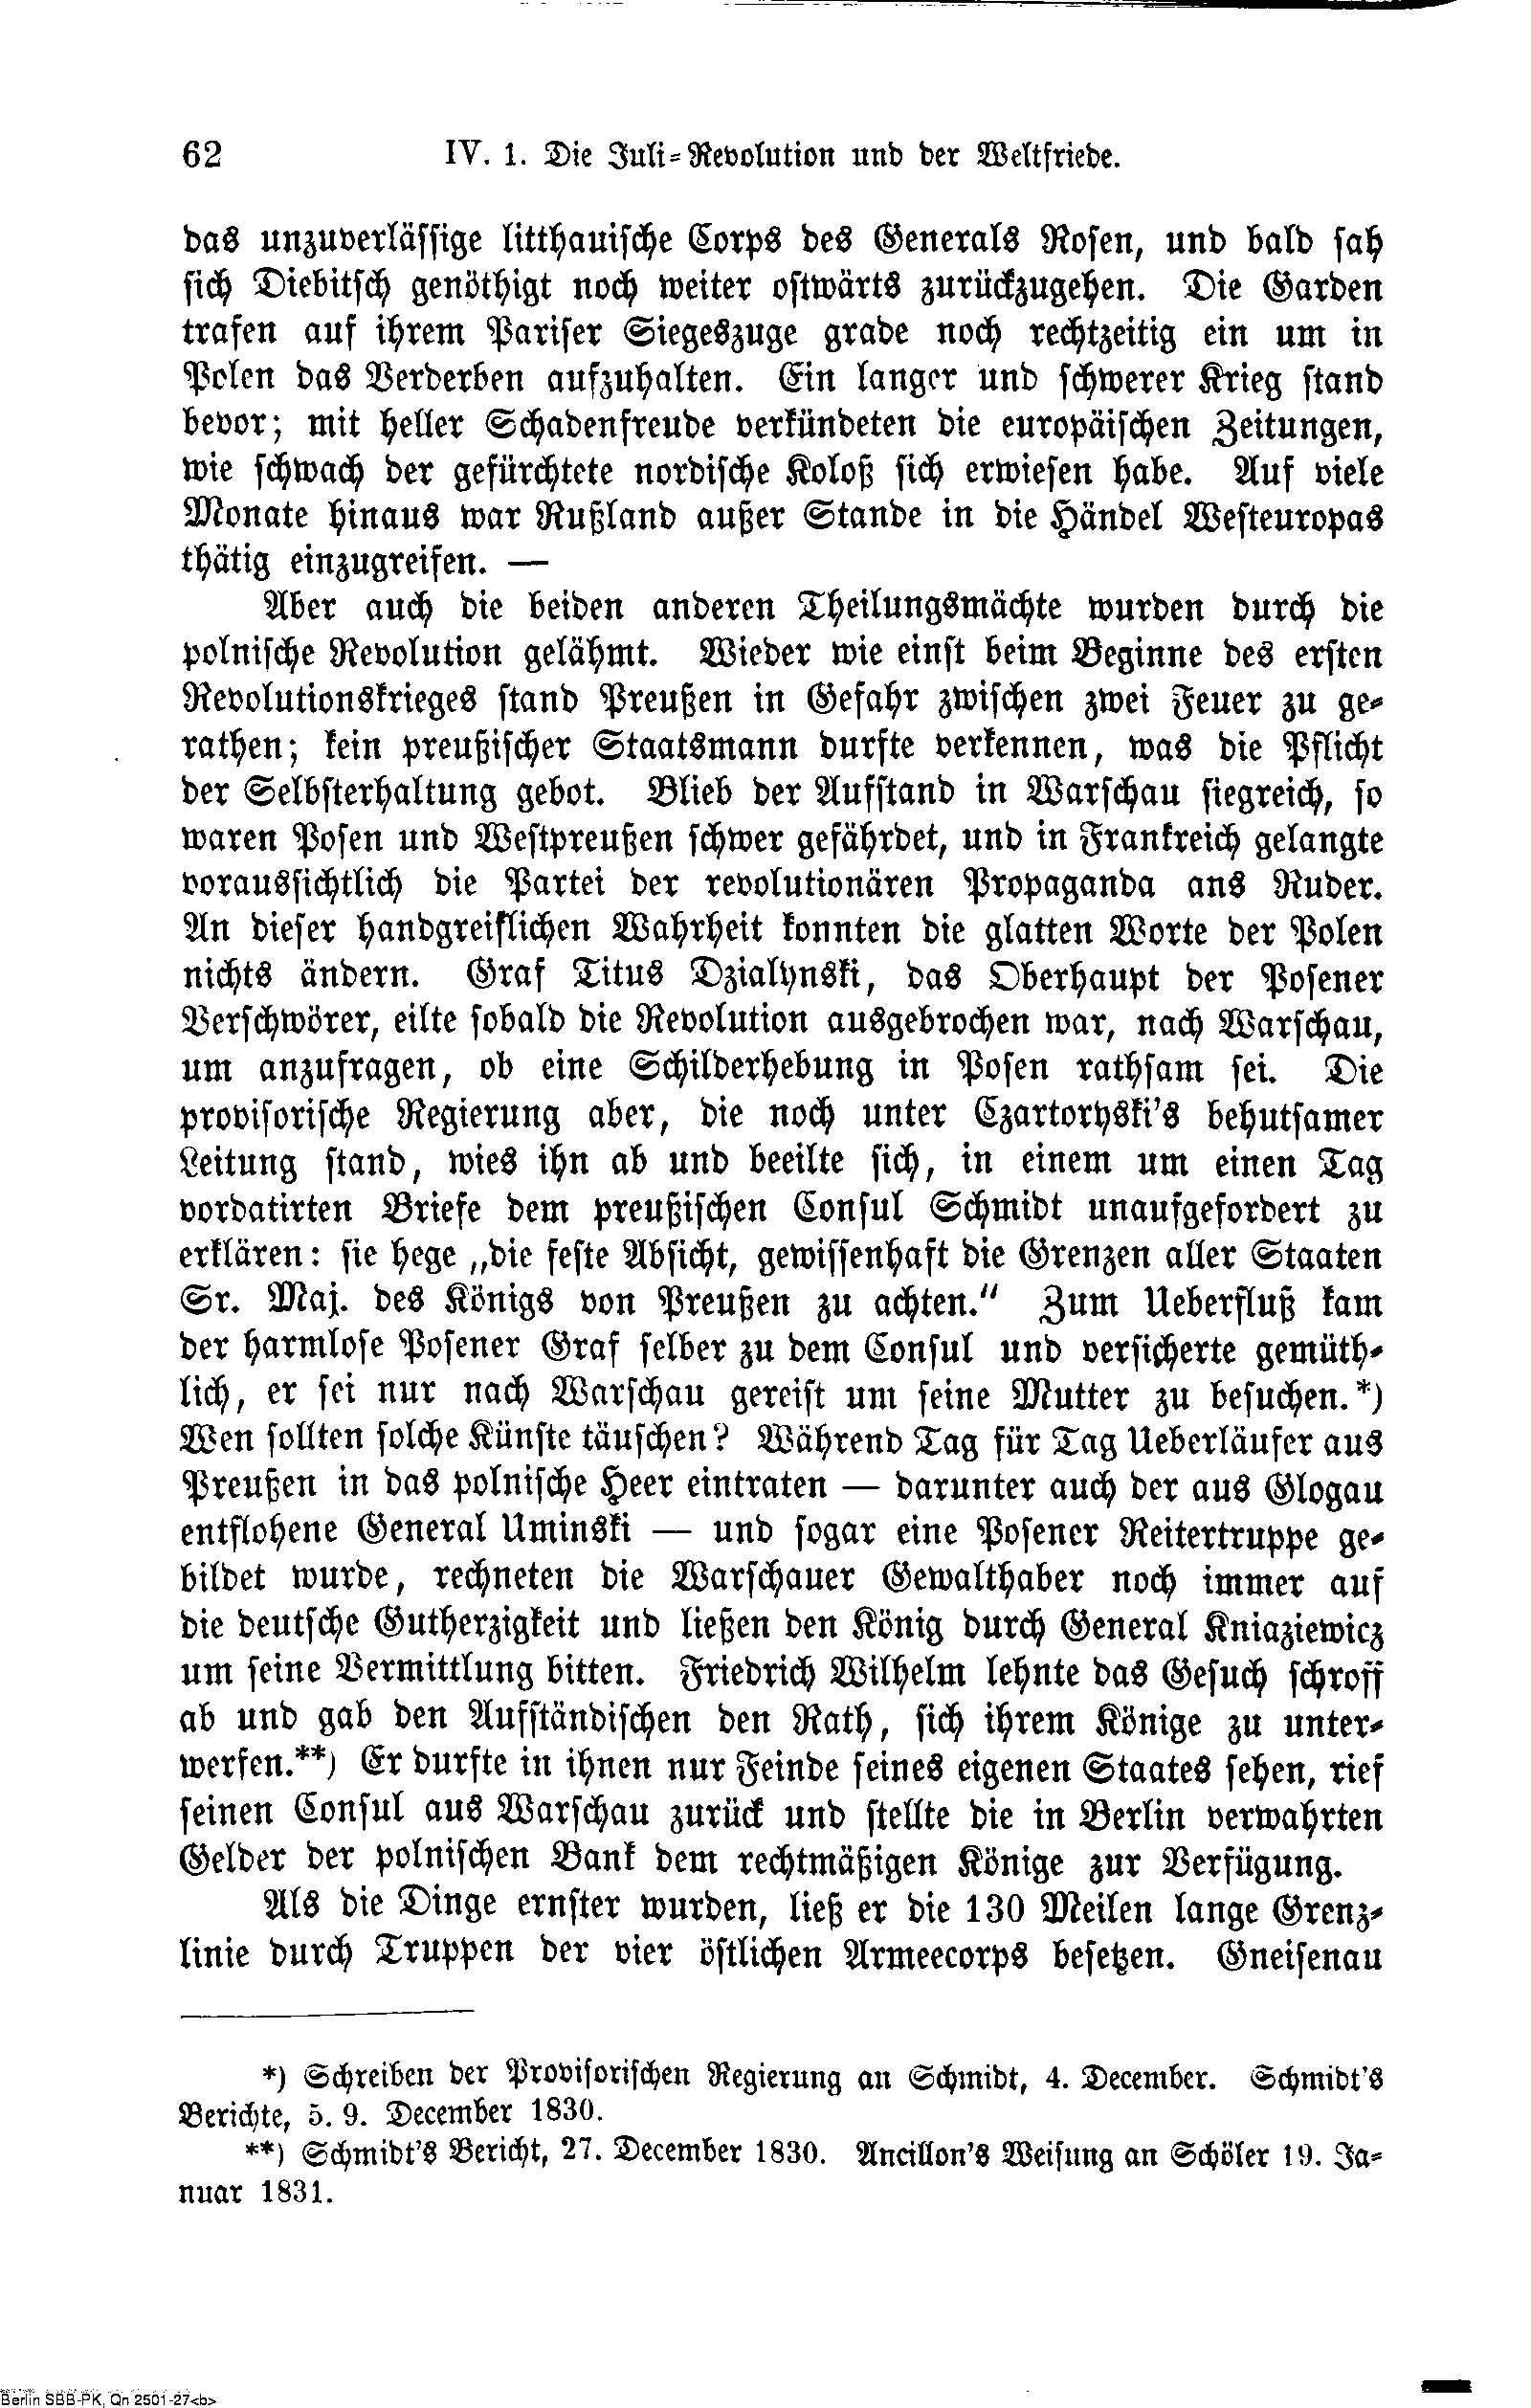 62 IV. 1. Die Juli-Revolution und der Weltfriede.
das unzuverlässige litthauische Corps des Generals Rosen, und bald sah
sich Diebitsch genöthigt noch weiter ostwärts zurückzugehen. Die Garden
trafen auf ihrem Pariser Siegeszuge grade noch rechtzeitig ein um in
Polen das Verderben aufzuhalten. Ein langer und schwerer Krieg stand
bevor; mit heller Schadenfreude verkündeten die europäischen Zeitungen,
wie schwach der gefürchtete nordische Koloß sich erwiesen habe. Auf viele
Monate hinaus war Rußland außer Stande in die Händel Westeuropas
thätig einzugreifen. —
Aber auch die beiden anderen Theilungsmächte wurden durch die
polnische Revolution gelähmt. Wieder wie einst beim Beginne des ersten
Revolutionskrieges stand Preußen in Gefahr zwischen zwei Feuer zu ge-
rathen; kein preußischer Staatsmann durfte verkennen, was die Pflicht
der Selbsterhaltung gebot. Blieb der Aufstand in Warschau siegreich, so
waren Posen und Westpreußen schwer gefährdet, und in Frankreich gelangte
voraussichtlich die Partei der revolutionären Propaganda ans Ruder.
An dieser handgreiflichen Wahrheit konnten die glatten Worte der Polen
nichts ändern. Graf Titus Dzialynski, das Oberhaupt der Posener
Verschwörer, eilte sobald die Revolution ausgebrochen war, nach Warschau,
um anzufragen, ob eine Schilderhebung in Posen rathsam sei. Die
provisorische Regierung aber, die noch unter Czartoryski's behutsamer
Leitung stand, wies ihn ab und beeilte sich, in einem um einen Tag
vordatirten Briefe dem preußischen Consul Schmidt unaufgefordert zu
erklären: sie hege „die feste Absicht, gewissenhaft die Grenzen aller Staaten
Sr. Maj. des Königs von Preußen zu achten." Zum Ueberfluß kam
der harmlose Posener Graf selber zu dem Consul und versicherte gemüth-
lich, er sei nur nach Warschau gereist um seine Mutter zu besuchen.*)
Wen sollten solche Künste täuschen? Während Tag für Tag Ueberläufer aus
Preußen in das polnische Heer eintraten — darunter auch der aus Glogau
entflohene General Uminski — und sogar eine Posener Reitertruppe ge-
bildet wurde, rechneten die Warschauer Gewalthaber noch immer auf
die deutsche Gutherzigkeit und ließen den König durch General Kniaziewicz
um seine Vermittlung bitten. Friedrich Wilhelm lehnte das Gesuch schroff
ab und gab den Aufständischen den Rath, sich ihrem Könige zu unter-
werfen.**) Er durfte in ihnen nur Feinde seines eigenen Staates sehen, rief
seinen Consul aus Warschau zurück und stellte die in Berlin verwahrten
Gelder der polnischen Bank dem rechtmäßigen Könige zur Verfügung.
Als die Dinge ernster wurden, ließ er die 130 Meilen lange Grenz-
linie durch Truppen der vier östlichen Armeecorps besetzen. Gneisenau
*) Schreiben der Provisorischen Regierung an Schmidt, 4. December. Schmidt's
Berichte, 5. 9. December 1830.
**) Schmidt's Bericht, 27. December 1830. Ancillon's Weisung an Schöler 19. Ja-
nuar 1831.
Berlin SBB-PK, Qn 2501-27<b>